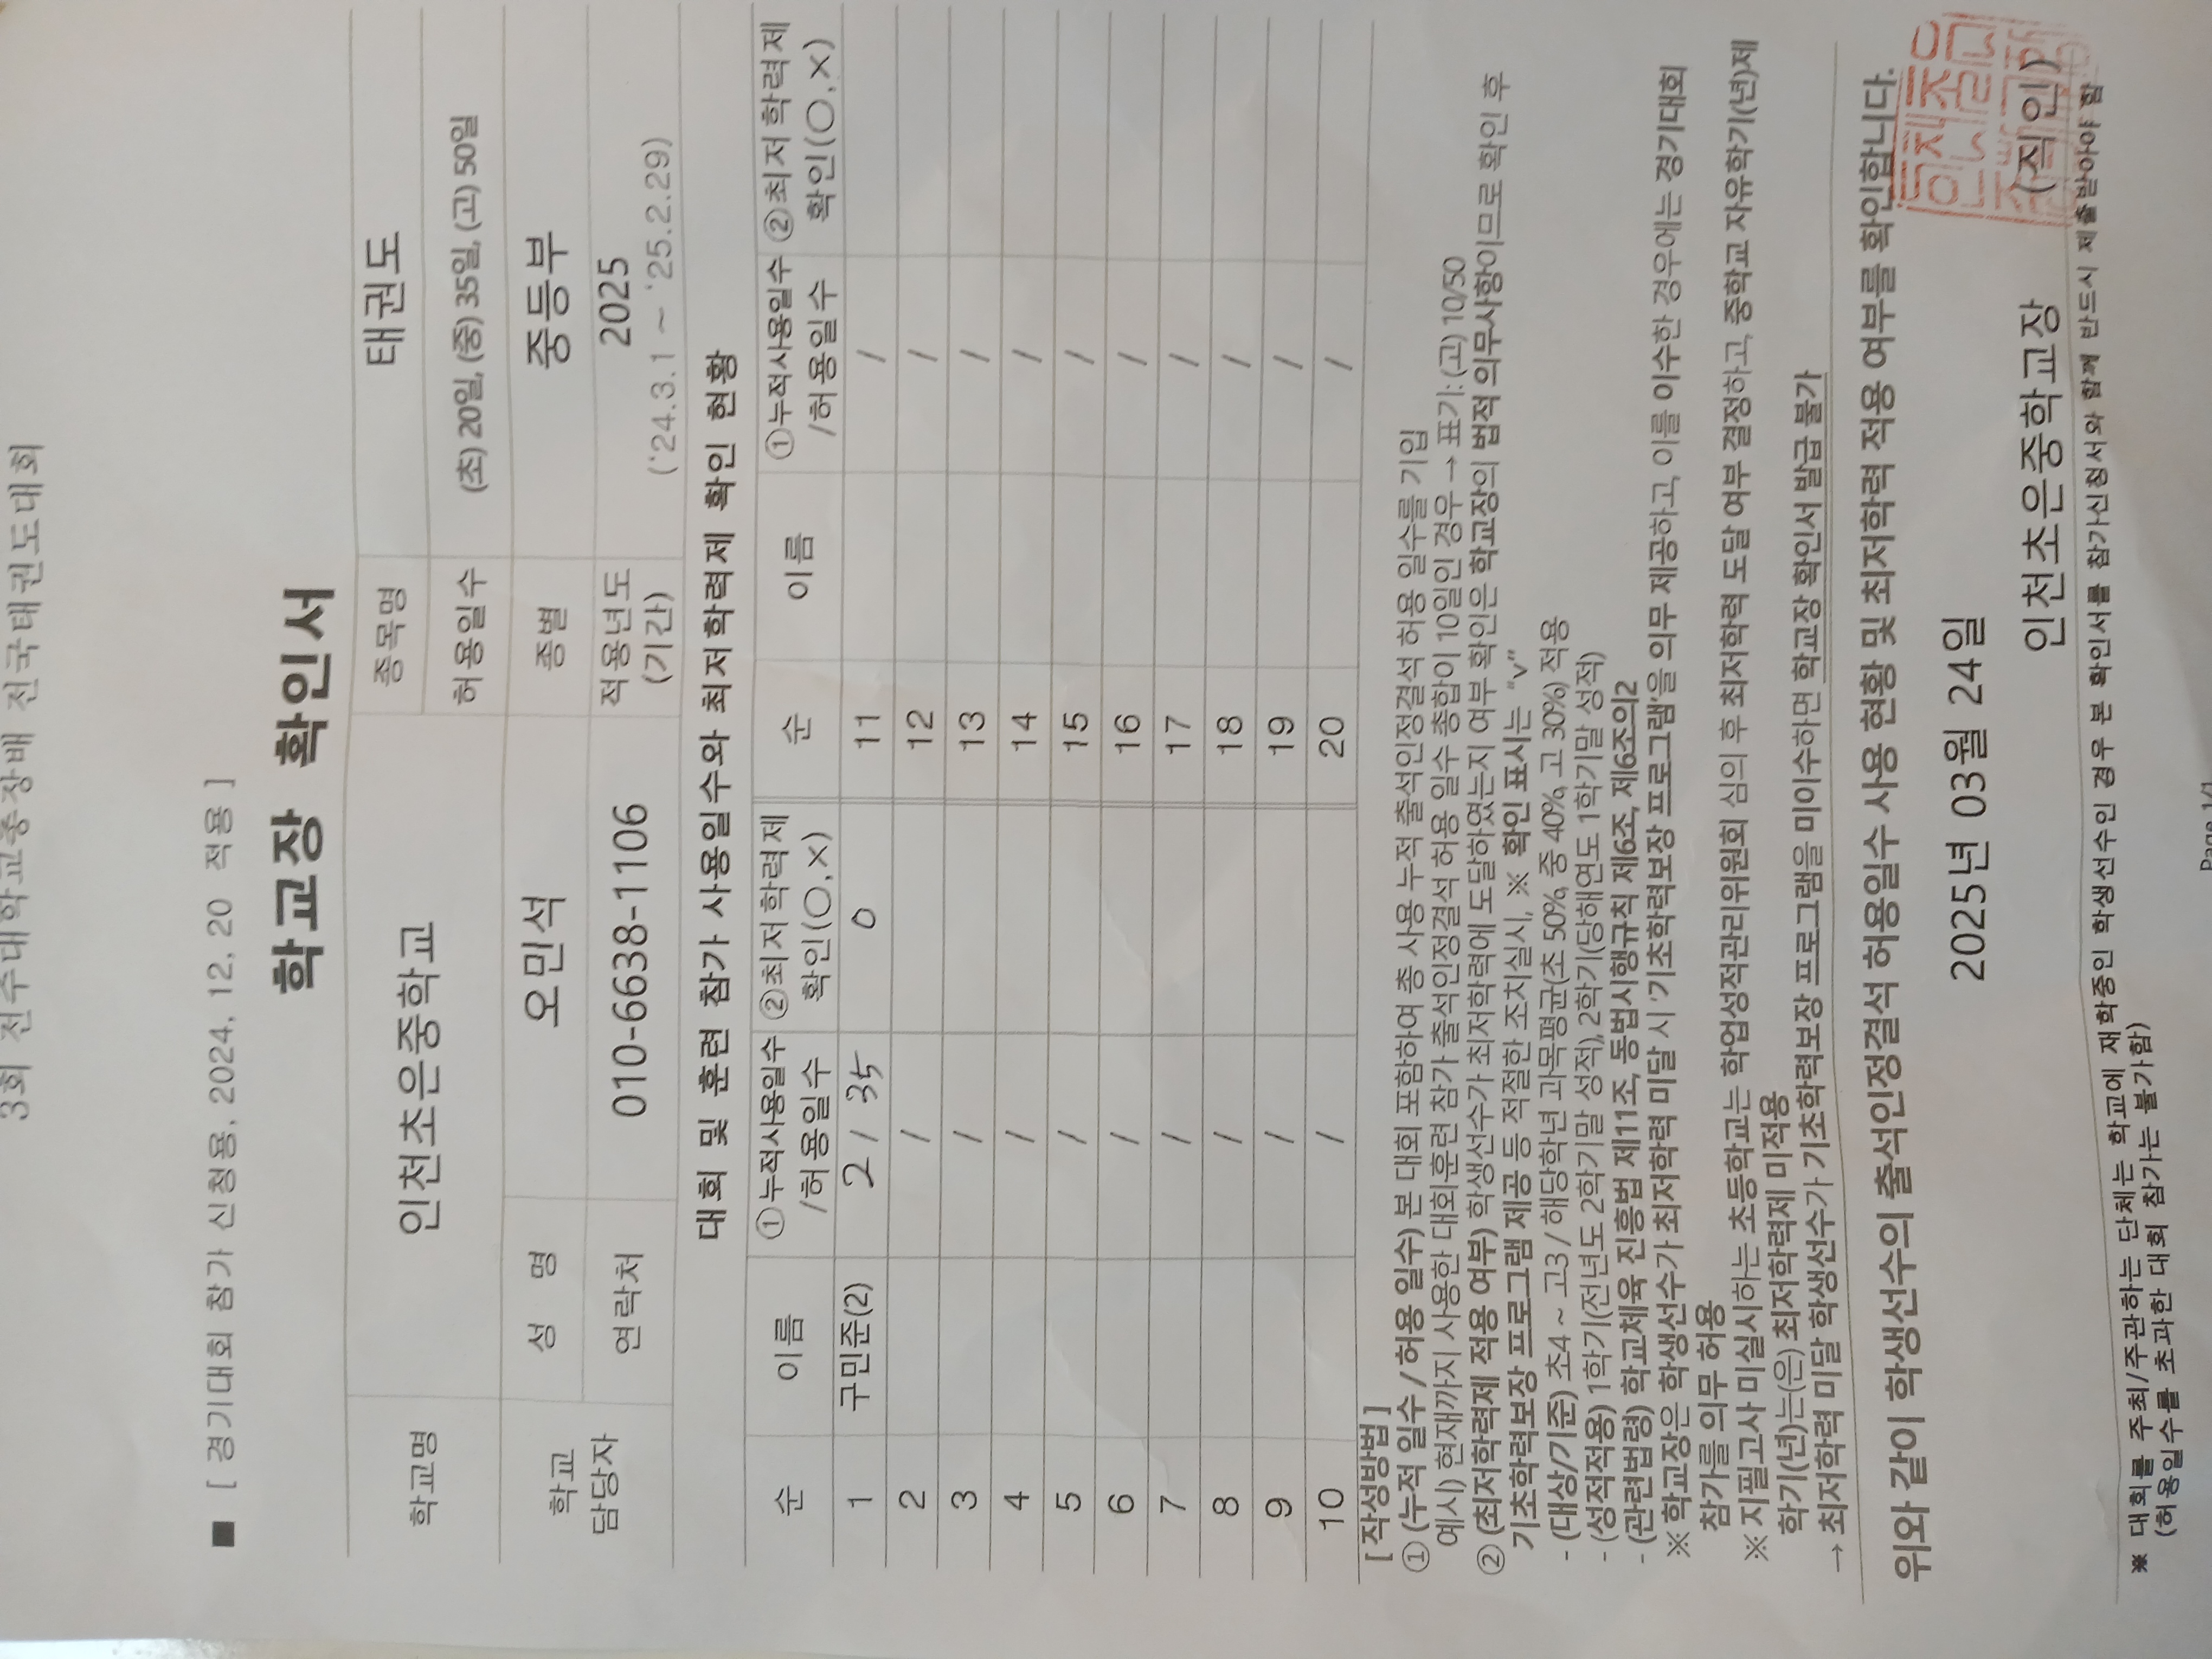 3회 전주대학교총장배 전국태권도대회
■ [ 경기대회 참가 신청용, 2024. 12. 20 적용 ]
학교장 확인서
학교명 인천초은중학교 종목명 태권도
허용일수 (초) 20일, (중) 35일, (고) 50일
학교 담당자 성 명 오민석 종별 중등부
연락처 010-6638-1106 적용년도 (기간) 2025
('24.3.1 ~ '25.2.29)
대회 및 훈련 참가 사용일수와 최저학력제 확인 현황
순 이름 ①누적사용일수 /허용일수 ②최저학력제 확인(○,×) 순 이름 ①누적사용일수 /허용일수 ②최저학력제 확인(○,×)
1 구민준(2) 2 / 35 0 11 /
2 / 12 /
3 / 13 /
4 / 14 /
5 / 15 /
6 / 16 /
7 / 17 /
8 / 18 /
9 / 19 /
10 / 20 /
[ 작성방법 ]
① (누적 일수 / 허용 일수) 본 대회 포함하여 총 사용 누적 출석인정결석 허용 일수를 기입
예시) 현재까지 사용한 대회훈련 참가 출석인정결석 허용 일수 총합이 10일인 경우 → 표기: (고) 10/50
② (최저학력제 적용 여부) 학생선수가 최저학력에 도달하였는지 여부 확인은 학교장의 법적 의무사항이므로 확인 후
기초학력보장 프로그램 제공 등 적절한 조치실시, ※ 확인 표시는 "v"
- (대상/기준) 초4 ~ 고3 / 해당학년 과목평균(초 50%, 중 40%, 고 30%) 적용
- (성적적용) 1학기(전년도 2학기말 성적), 2학기(당해연도 1학기말 성적)
- (관련법령) 학교체육 진흥법 제11조, 동법시행규칙 제6조, 제6조의2
※ 학교장은 학생선수가 최저학력 미달 시 '기초학력보장 프로그램'을 의무 제공하고, 이를 이수한 경우에는 경기대회
참가를 의무 허용
※ 지필고사 미실시하는 초등학교는 학업성적관리위원회 심의 후 최저학력 도달 여부 결정하고, 중학교 자유학기(년)제
학기(년)는(은) 최저학력제 미적용
→ 최저학력 미달 학생선수가 기초학력보장 프로그램을 미이수하면 학교장 확인서 발급 불가
위와 같이 학생선수의 출석인정결석 허용일수 사용 현황 및 최저학력 적용 여부를 확인합니다.
2025년 03월 24일
인천초은중학교장 (직인)
※ 대회를 주최/주관하는 단체는 학교에 재학중인 학생선수인 경우 본 확인서를 참가신청서와 함께 반드시 제출받아야 함
(허용일수를 초과한 대회 참가는 불가함)